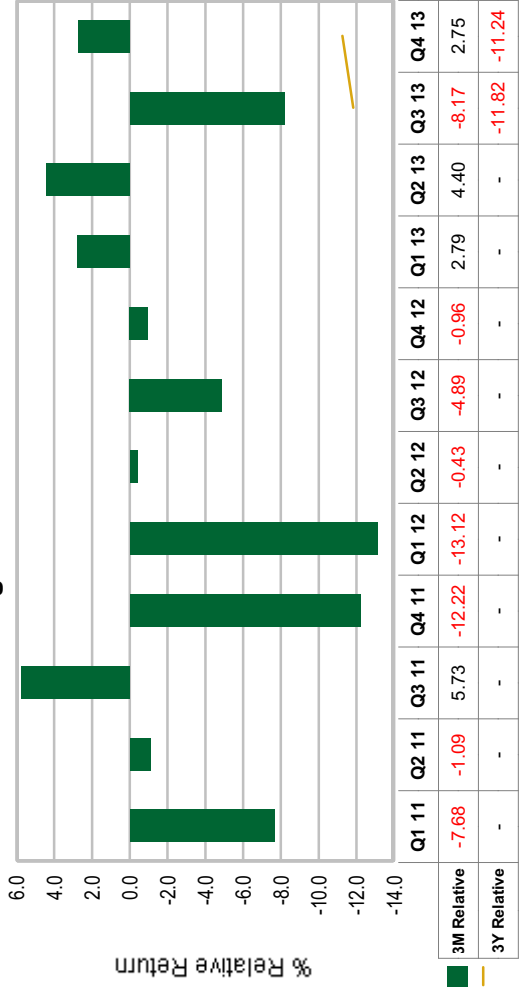 6.0
4.0
2.0
0.0
-2.0
-4.0
-6.0
-8.0
-10.0
-12.0
-14.0
% Relative Return
Q1 11 Q2 11 Q3 11 Q4 11 Q1 12 Q2 12 Q3 12 Q4 12 Q1 13 Q2 13 Q3 13 Q4 13
3M Relative -7.68 -1.09 5.73 -12.22 -13.12 -0.43 -4.89 -0.96 2.79 4.40 -8.17 2.75
3Y Relative - - - - - - - - - - -11.82 -11.24